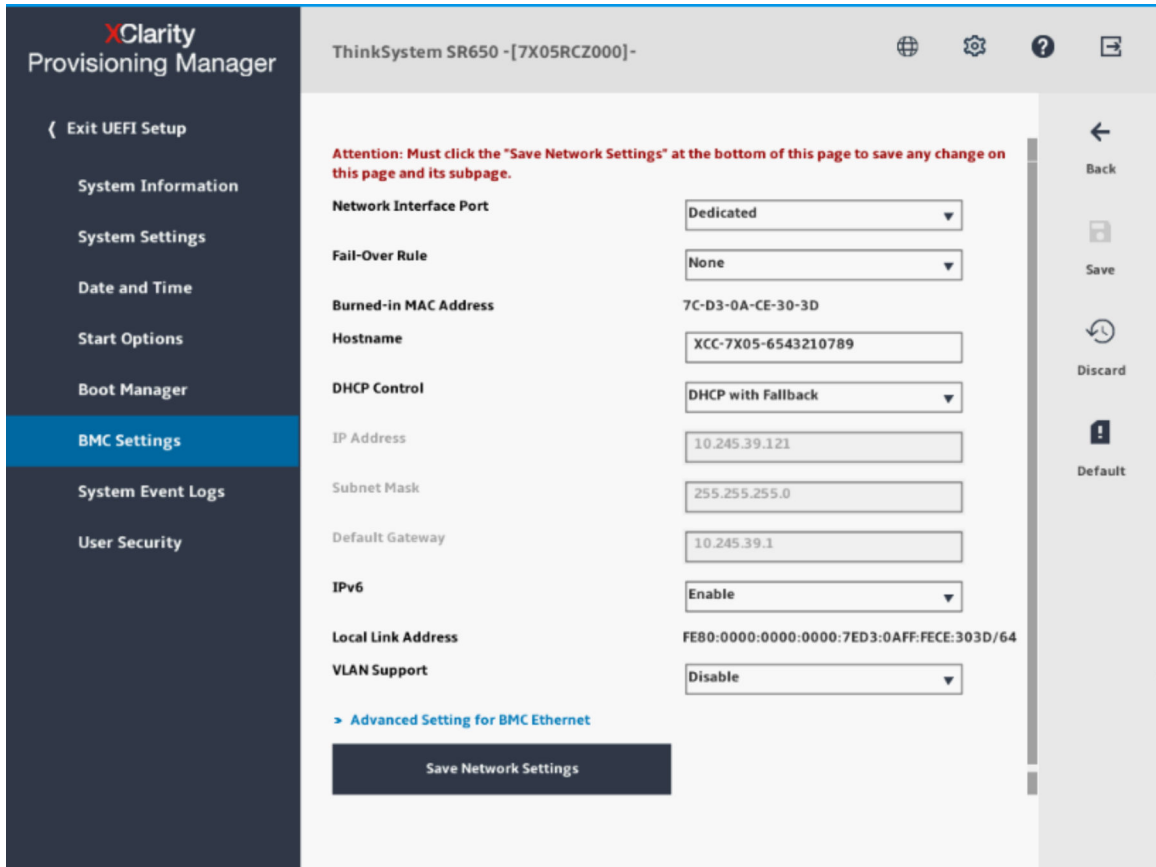 XClarity
Provisioning Manager
ThinkSystem SR650 -[7X05RCZ000]-
Exit UEFI Setup
System Information
System Settings
Date and Time
Start Options
Boot Manager
BMC Settings
System Event Logs
User Security
Attention: Must click the "Save Network Settings" at the bottom of this page to save any change on
this page and its subpage.
Network Interface Port Dedicated
Fail-Over Rule None
Burned-in MAC Address 7C-D3-0A-CE-30-3D
Hostname XCC-7X05-6543210789
DHCP Control DHCP with Fallback
IP Address 10.245.39.121
Subnet Mask 255.255.255.0
Default Gateway 10.245.39.1
IPv6 Enable
Local Link Address FE80:0000:0000:0000:7ED3:0AFF:FECE:303D/64
VLAN Support Disable
Advanced Setting for BMC Ethernet
Save Network Settings
Back
Save
Discard
Default